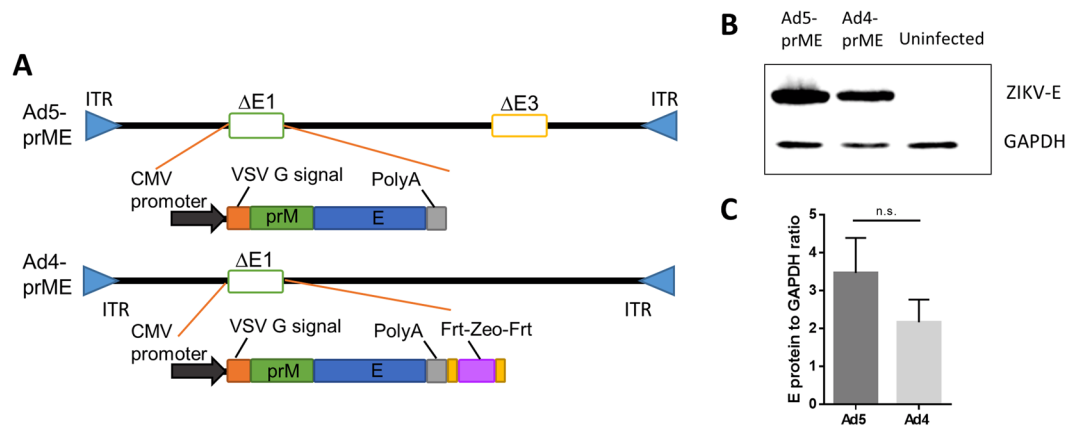 A
Ad5-
prME
ITR
ΔE1
ΔE3
ITR
CMV
promoter
VSV G signal
PolyA
prM
E
Ad4-
prME
ITR
ΔE1
ITR
CMV
promoter
VSV G signal
PolyA
Frt-Zeo-Frt
prM
E
B
Ad5-
prME
Ad4-
prME
Uninfected
ZIKV-E
GAPDH
C
E protein to GAPDH ratio
5
4
3
2
1
0
n.s.
Ad5
Ad4